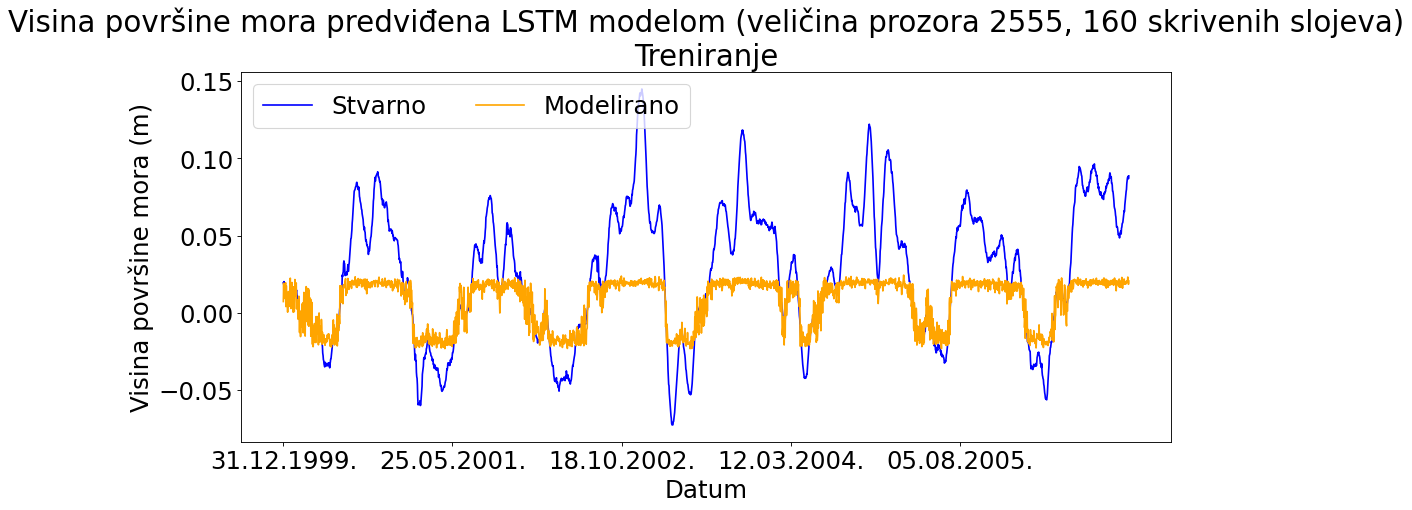 Visina površine mora predviđena LSTM modelom (veličina prozora 2555, 160 skrivenih slojeva)
Treniranje
Stvarno Modelirano
Visina površine mora (m)
0.15
0.10
0.05
0.00
−0.05
31.12.1999. 25.05.2001. 18.10.2002. 12.03.2004. 05.08.2005.
Datum